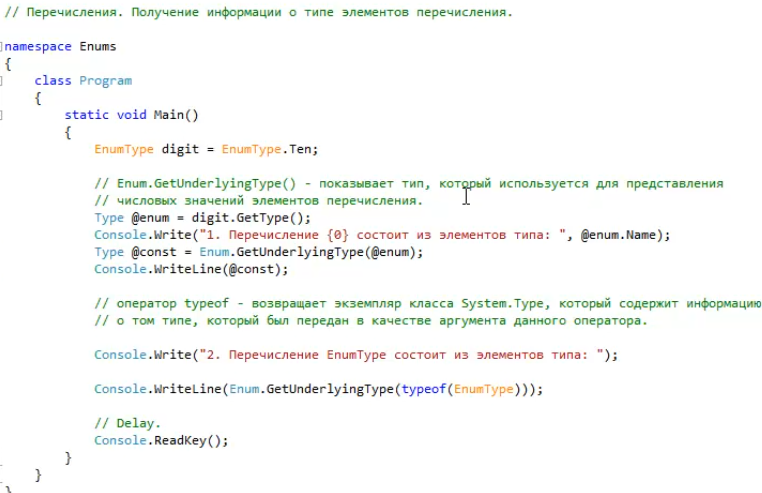 // Перечисления. Получение информации о типе элементов перечисления.
namespace Enums
{
class Program
{
static void Main()
{
EnumType digit = EnumType.Ten;
// Enum.GetUnderlyingType() - показывает тип, который используется для представления
// числовых значений элементов перечисления.
Type @enum = digit.GetType();
Console.Write("1. Перечисление {0} состоит из элементов типа: ", @enum.Name);
Type @const = Enum.GetUnderlyingType(@enum);
Console.WriteLine(@const);
// оператор typeof - возвращает экземпляр класса System.Type, который содержит информацию
// о том типе, который был передан в качестве аргумента данного оператора.
Console.Write("2. Перечисление EnumType состоит из элементов типа: ");
Console.WriteLine(Enum.GetUnderlyingType(typeof(EnumType)));
// Delay.
Console.ReadKey();
}
}
}